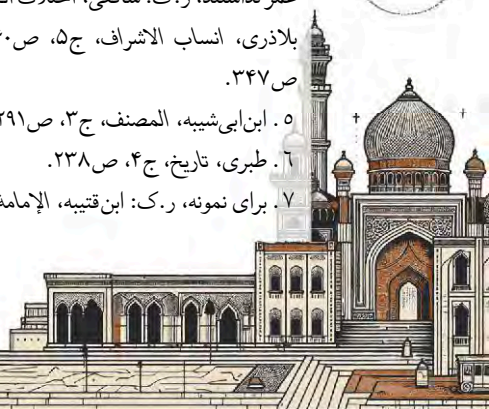 بلاذری، انساب الاشراف، ج۵، ص
ص۳۴۷.
۵. ابن‌ابی‌شیبه، المصنف، ج۳، ص۲۹۱
۶. طبری، تاریخ، ج۴، ص۲۳۸.
۷. برای نمونه، ر.ک: ابن‌قتیبه، الإمامة